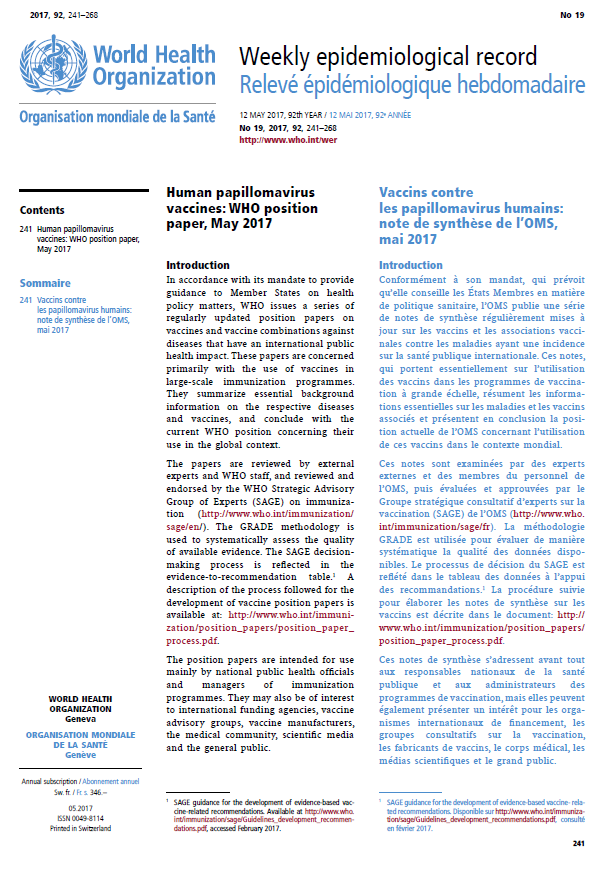 2017, 92, 241–268
No 19
World Health
Organization
Organisation mondiale de la Santé
Weekly epidemiological record
Relevé épidémiologique hebdomadaire
12 MAY 2017, 92th YEAR / 12 MAI 2017, 92e ANNÉE
No 19, 2017, 92, 241–268
http://www.who.int/wer
Contents
241 Human papillomavirus
vaccines: WHO position paper,
May 2017
Sommaire
241 Vaccins contre
les papillomavirus humains:
note de synthèse de l'OMS,
mai 2017
WORLD HEALTH
ORGANIZATION
Geneva
ORGANISATION MONDIALE
DE LA SANTÉ
Genève
Annual subscription / Abonnement annuel
Sw. fr. / Fr. s. 346.–
05.2017
ISSN 0049-8114
Printed in Switzerland
Human papillomavirus
vaccines: WHO position
paper, May 2017
Introduction
In accordance with its mandate to provide
guidance to Member States on health
policy matters, WHO issues a series of
regularly updated position papers on
vaccines and vaccine combinations against
diseases that have an international public
health impact. These papers are concerned
primarily with the use of vaccines in
large-scale immunization programmes.
They summarize essential background
information on the respective diseases
and vaccines, and conclude with the
current WHO position concerning their
use in the global context.
The papers are reviewed by external
experts and WHO staff, and reviewed and
endorsed by the WHO Strategic Advisory
Group of Experts (SAGE) on immuniza-
tion (http://www.who.int/immunization/
sage/en/). The GRADE methodology is
used to systematically assess the quality
of available evidence. The SAGE decision-
making process is reflected in the
evidence-to-recommendation table.1 A
description of the process followed for the
development of vaccine position papers is
available at: http://www.who.int/immuni-
zation/position_papers/position_paper_
process.pdf.
The position papers are intended for use
mainly by national public health officials
and managers of immunization
programmes. They may also be of interest
to international funding agencies, vaccine
advisory groups, vaccine manufacturers,
the medical community, scientific media
and the general public.
1 SAGE guidance for the development of evidence-based vac-
cine-related recommendations. Available at http://www.who.
int/immunization/sage/Guidelines_development_recommen-
dations.pdf, accessed February 2017.
Vaccins contre
les papillomavirus humains:
note de synthèse de l'OMS,
mai 2017
Introduction
Conformément à son mandat, qui prévoit
qu'elle conseille les États Membres en matière
de politique sanitaire, l'OMS publie une série
de notes de synthèse régulièrement mises à
jour sur les vaccins et les associations vacci-
nales contre les maladies ayant une incidence
sur la santé publique internationale. Ces notes,
qui portent essentiellement sur l'utilisation
des vaccins dans les programmes de vaccina-
tion à grande échelle, résument les informa-
tions essentielles sur les maladies et les vaccins
associés et présentent en conclusion la posi-
tion actuelle de l'OMS concernant l'utilisation
de ces vaccins dans le contexte mondial.
Ces notes sont examinées par des experts
externes et des membres du personnel de
l'OMS, puis évaluées et approuvées par le
Groupe stratégique consultatif d'experts sur la
vaccination (SAGE) de l'OMS (http://www.who.
int/immunization/sage/fr). La méthodologie
GRADE est utilisée pour évaluer de manière
systématique la qualité des données dispo-
nibles. Le processus de décision du SAGE est
reflété dans le tableau des données à l'appui
des recommandations.1 La procédure suivie
pour élaborer les notes de synthèse sur les
vaccins est décrite dans le document: http://
www.who.int/immunization/position_papers/
position_paper_process.pdf.
Ces notes de synthèse s'adressent avant tout
aux responsables nationaux de la santé
publique et aux administrateurs des
programmes de vaccination, mais elles peuvent
également présenter un intérêt pour les orga-
nismes internationaux de financement, les
groupes consultatifs sur la vaccination,
les fabricants de vaccins, le corps médical, les
médias scientifiques et le grand public.
1 SAGE guidance for the development of evidence-based vaccine- rela-
ted recommendations. Disponible sur http://www.who.int/immuniza-
tion/sage/Guidelines_development_recommendations.pdf, consulté
en février 2017.
241